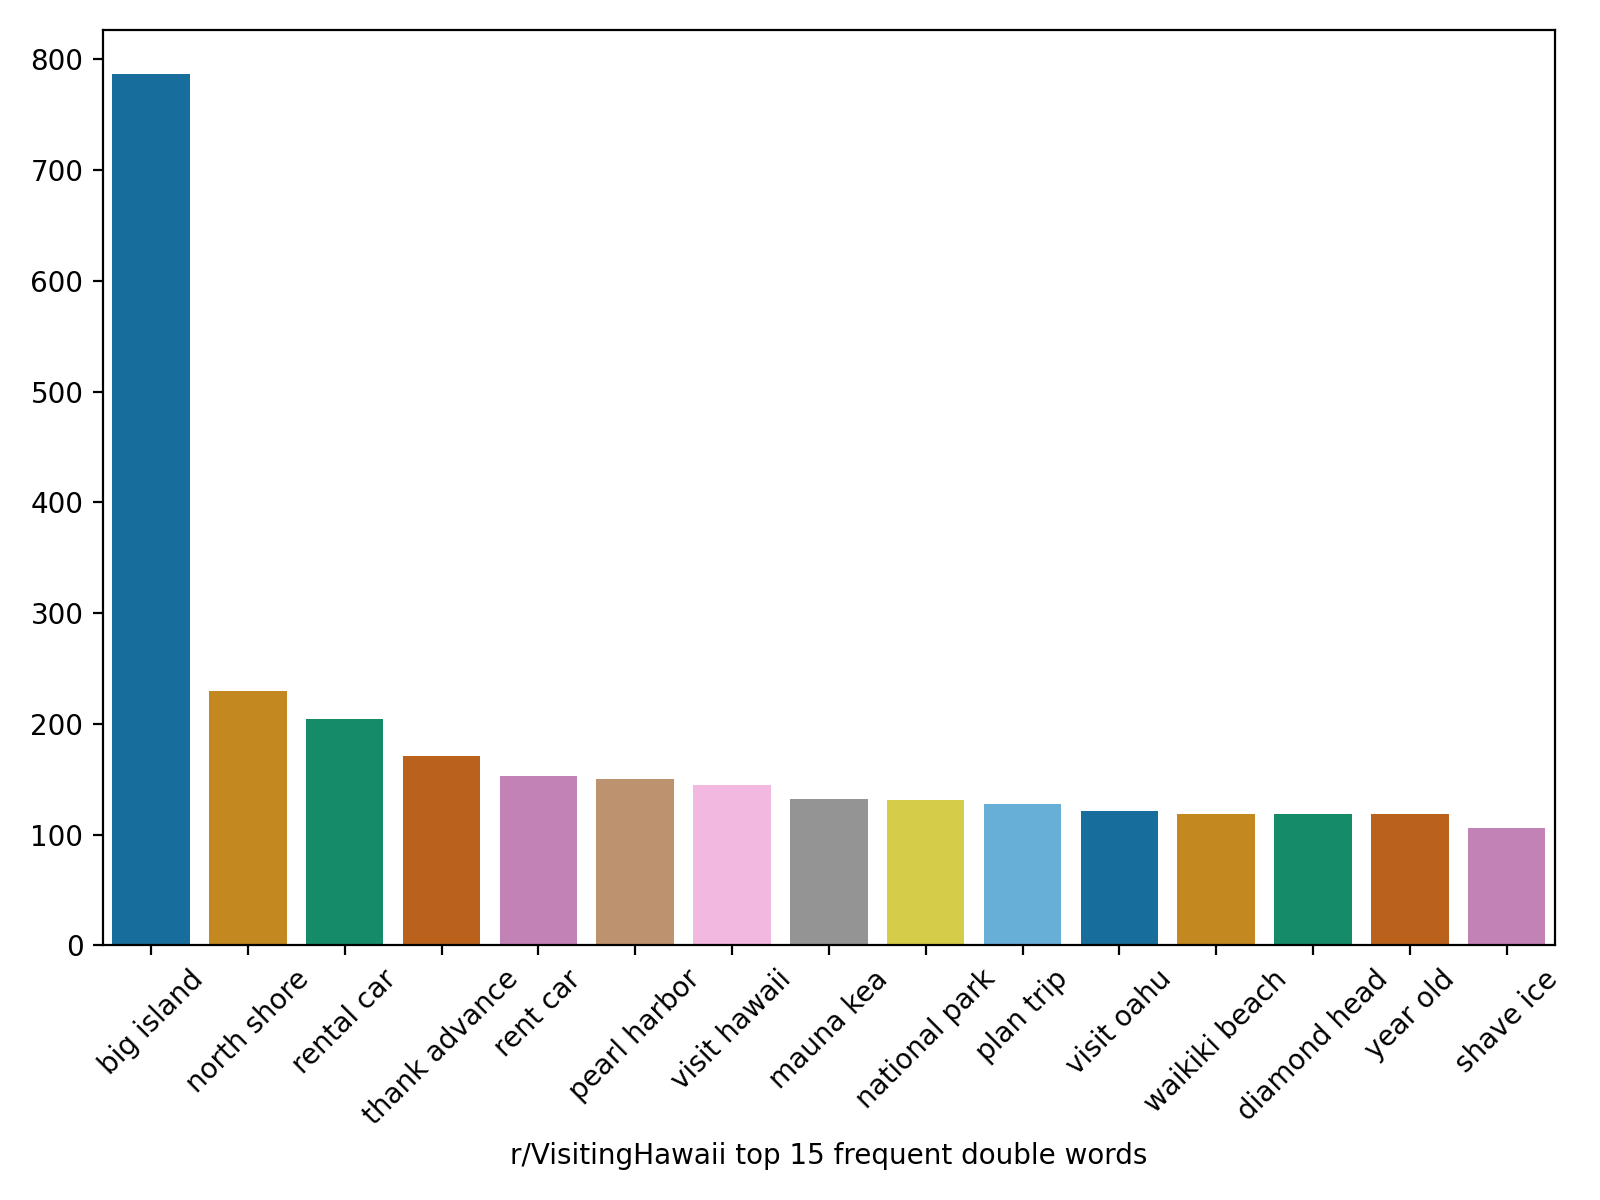 800
700
600
500
400
300
200
100
0
big island
north shore
rental car
thank advance
rent car
pearl harbor
visit hawaii
mauna kea
national park
plan trip
visit oahu
waikiki beach
diamond head
year old
shave ice
r/VisitingHawaii top 15 frequent double words